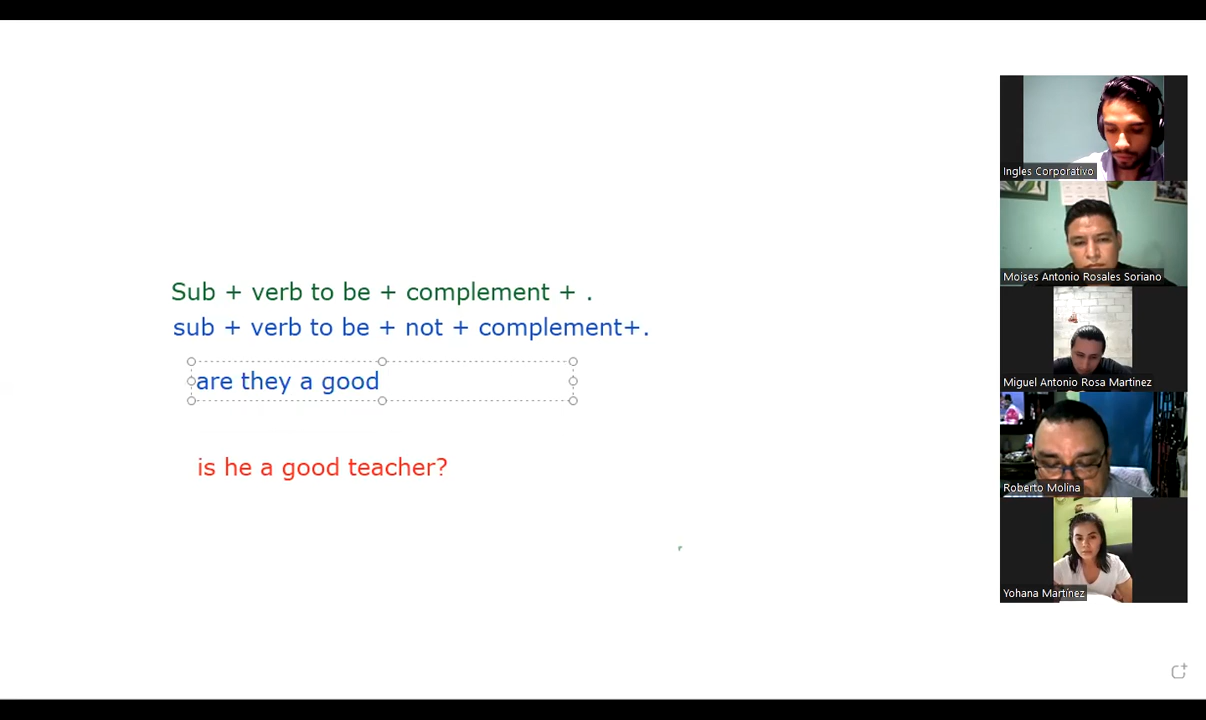 Sub + verb to be + complement + .
sub + verb to be + not + complement+.
are they a good
is he a good teacher?
Ingles Corporativo
Moises Antonio Rosales Soriano
Miguel Antonio Rosa Martinez
Roberto Molina
Yohana Martínez